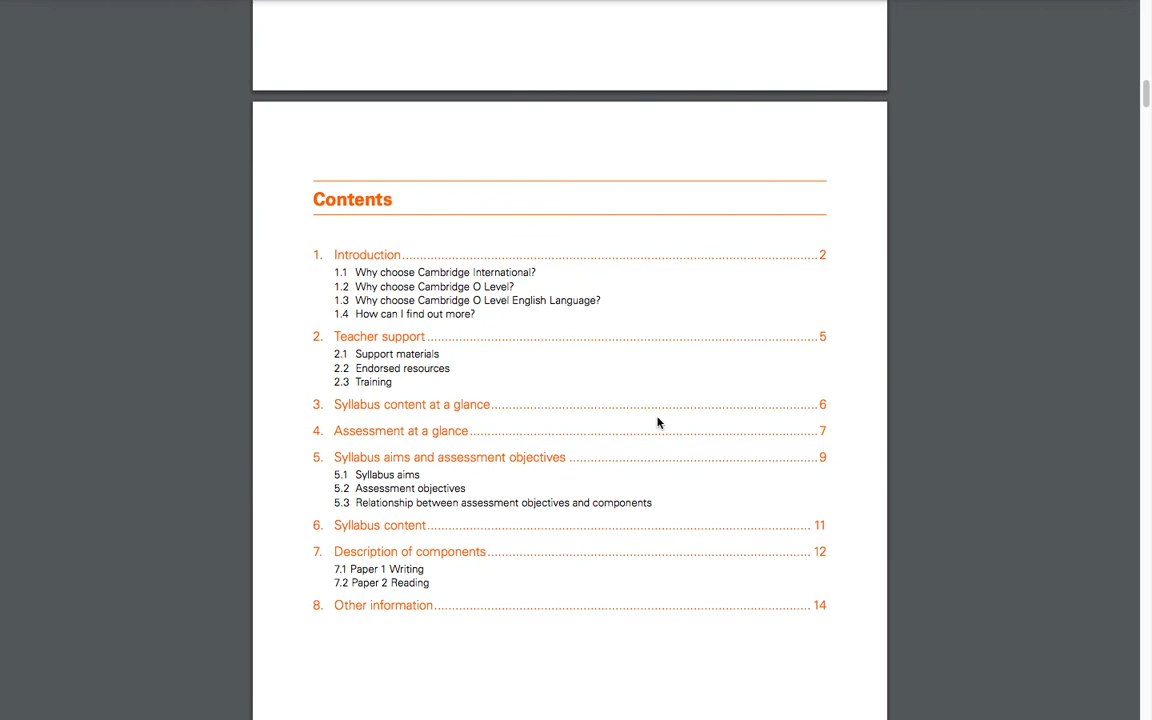 Contents
1. Introduction..........2
1.1 Why choose Cambridge International?
1.2 Why choose Cambridge O Level?
1.3 Why choose Cambridge O Level English Language?
1.4 How can I find out more?
2. Teacher support..........5
2.1 Support materials
2.2 Endorsed resources
2.3 Training
3. Syllabus content at a glance..........6
4. Assessment at a glance..........7
5. Syllabus aims and assessment objectives ..........9
5.1 Syllabus aims
5.2 Assessment objectives
5.3 Relationship between assessment objectives and components
6. Syllabus content.......... 11
7. Description of components.......... 12
7.1 Paper 1 Writing
7.2 Paper 2 Reading
8. Other information.......... 14